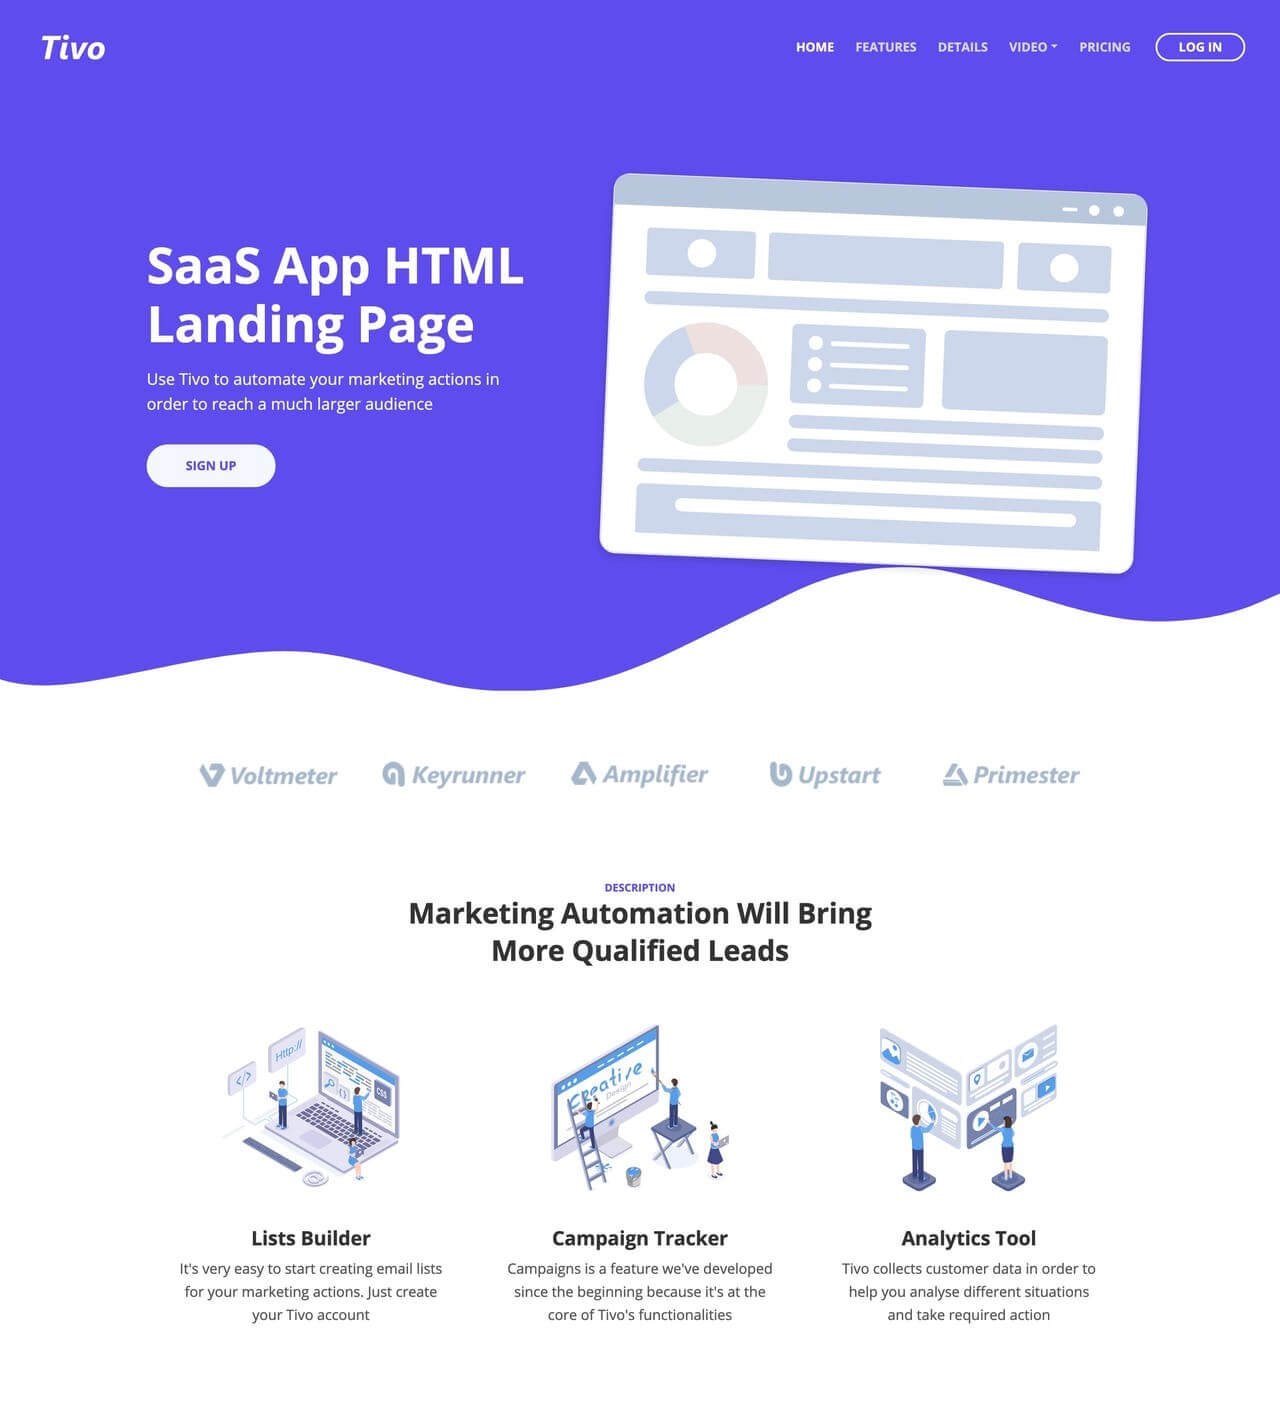 Tivo
HOME FEATURES DETAILS VIDEO PRICING LOG IN
SaaS App HTML
Landing Page
Use Tivo to automate your marketing actions in
order to reach a much larger audience
SIGN UP
Voltmeter Keyrunner Amplifier Upstart Primester
DESCRIPTION
Marketing Automation Will Bring
More Qualified Leads
Http://
</>
CSS
{}
@
Creative
Design
Lists Builder
It's very easy to start creating email lists
for your marketing actions. Just create
your Tivo account
Campaign Tracker
Campaigns is a feature we've developed
since the beginning because it's at the
core of Tivo's functionalities
Analytics Tool
Tivo collects customer data in order to
help you analyse different situations
and take required action